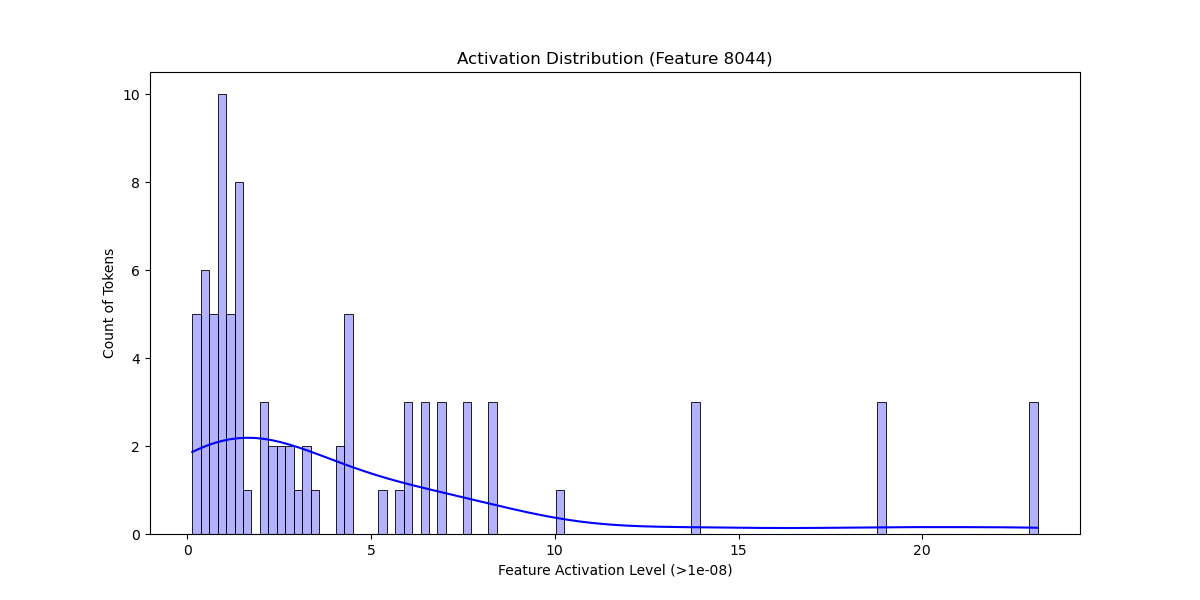 Activation Distribution (Feature 8044)
10
8
6
4
2
0
Count of Tokens
0 5 10 15 20
Feature Activation Level (>1e-08)